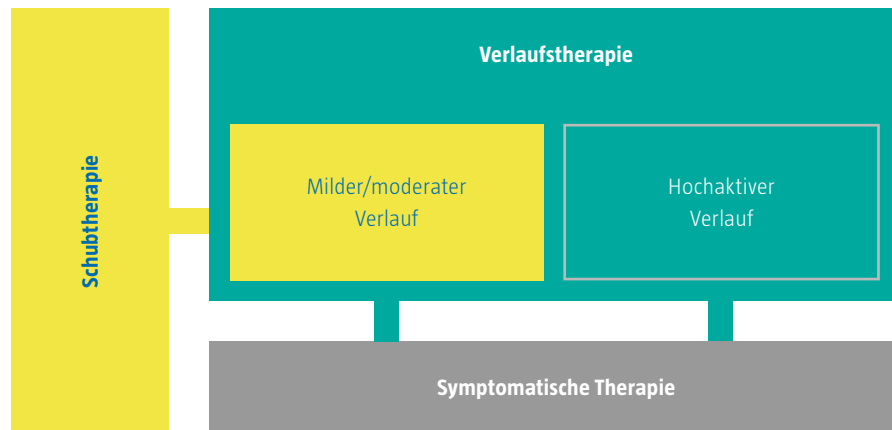 Schubtherapie
Verlaufstherapie
Milder/moderater
Verlauf
Hochaktiver
Verlauf
Symptomatische Therapie